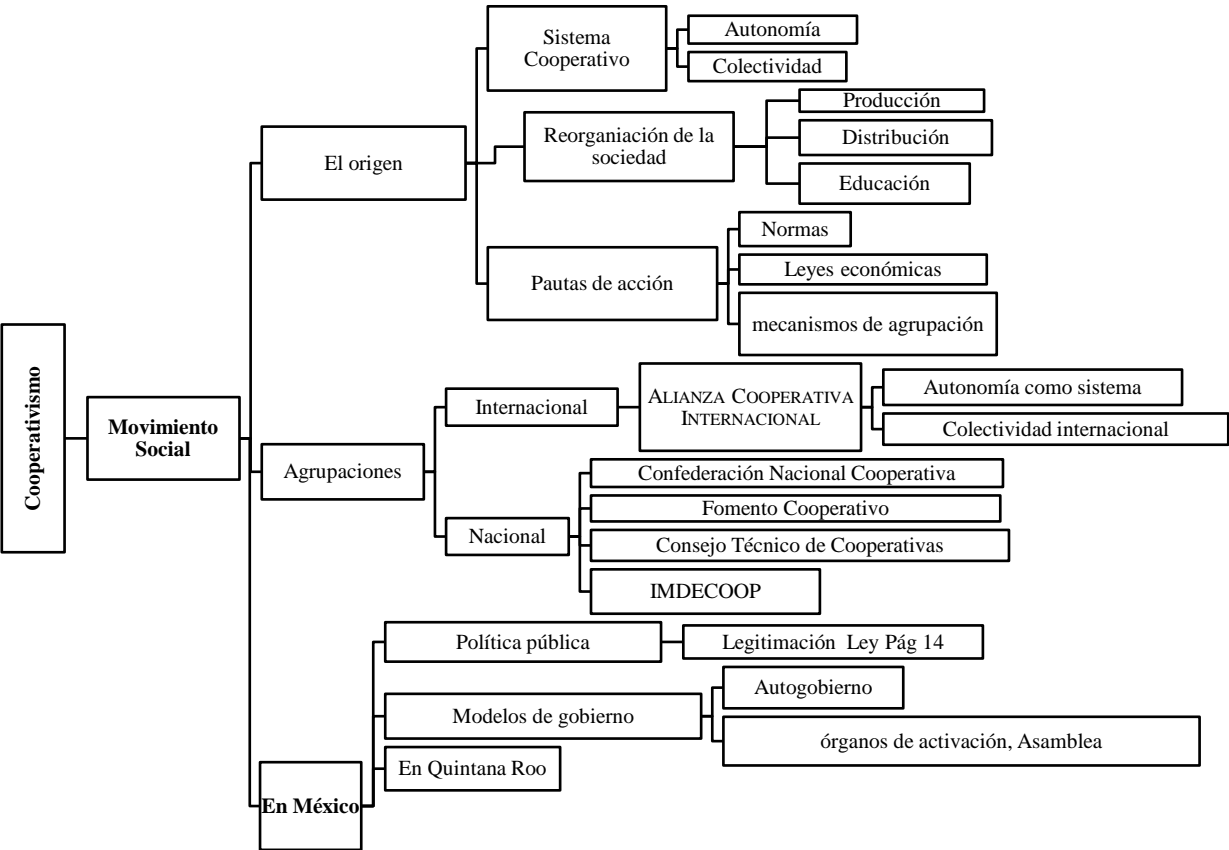 Cooperativismo
Movimiento
Social
El origen
Sistema
Cooperativo
Autonomía
Colectividad
Reorganiación de la
sociedad
Producción
Distribución
Educación
Pautas de acción
Normas
Leyes económicas
mecanismos de agrupación
Agrupaciones
Internacional
ALIANZA COOPERATIVA
INTERNACIONAL
Autonomía como sistema
Colectividad internacional
Nacional
Confederación Nacional Cooperativa
Fomento Cooperativo
Consejo Técnico de Cooperativas
IMDECOOP
En México
Política pública
Legitimación Ley Pág 14
Modelos de gobierno
Autogobierno
órganos de activación, Asamblea
En Quintana Roo